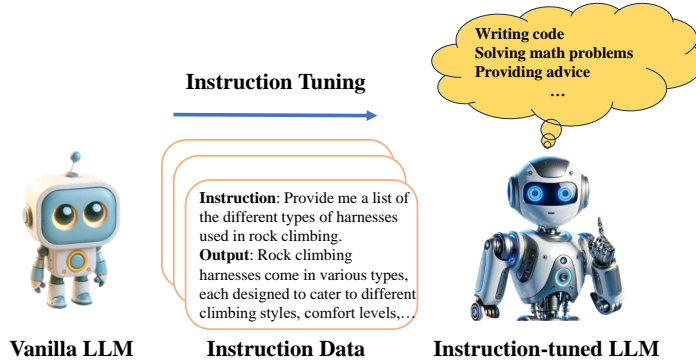 Writing code
Solving math problems
Providing advice
...
Instruction Tuning
Instruction: Provide me a list of
the different types of harnesses
used in rock climbing.
Output: Rock climbing
harnesses come in various types,
each designed to cater to different
climbing styles, comfort levels,...
Vanilla LLM
Instruction Data
Instruction-tuned LLM